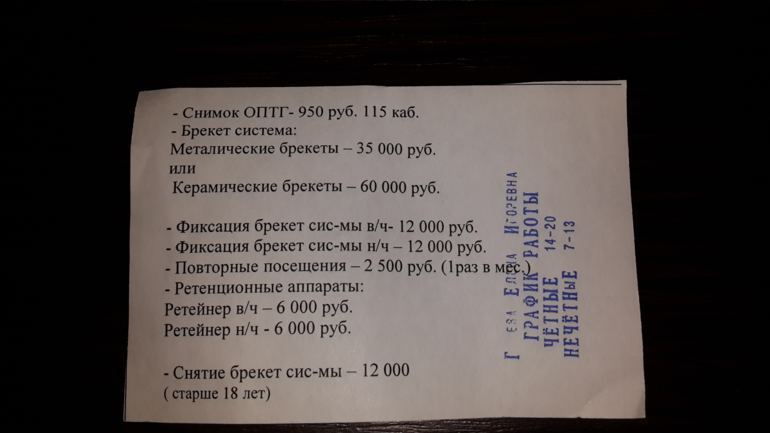 - Снимок ОПТГ- 950 руб. 115 каб.
- Брекет система:
Металические брекеты – 35 000 руб.
или
Керамические брекеты – 60 000 руб.
- Фиксация брекет сис-мы в/ч- 12 000 руб.
- Фиксация брекет сис-мы н/ч – 12 000 руб.
- Повторные посещения – 2 500 руб. (1раз в мес.)
- Ретенционные аппараты:
Ретейнер в/ч – 6 000 руб.
Ретейнер н/ч - 6 000 руб.
- Снятие брекет сис-мы – 12 000
( старше 18 лет)
Игоревна
ГРАФИК РАБОТЫ
ЧЁТНЫЕ 14-20
НЕЧЁТНЫЕ 7-13